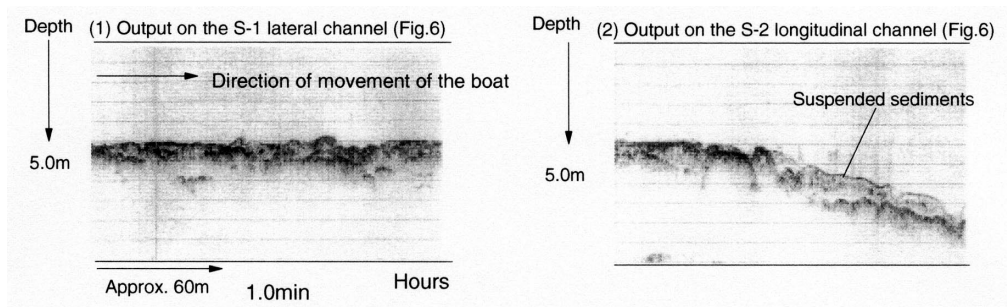 Depth
(1) Output on the S-1 lateral channel (Fig.6)
Direction of movement of the boat
5.0m
Approx. 60m
1.0min
Hours
Depth
(2) Output on the S-2 longitudinal channel (Fig.6)
Suspended sediments
5.0m